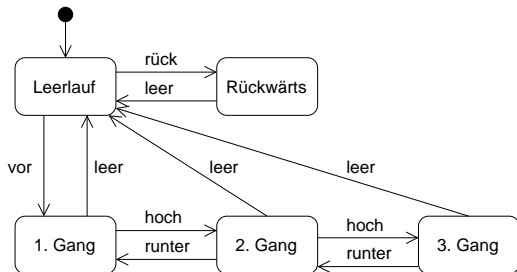 rück
Leerlauf
leer
Rückwärts
vor
leer
leer
leer
hoch
hoch
1. Gang
runter
2. Gang
runter
3. Gang